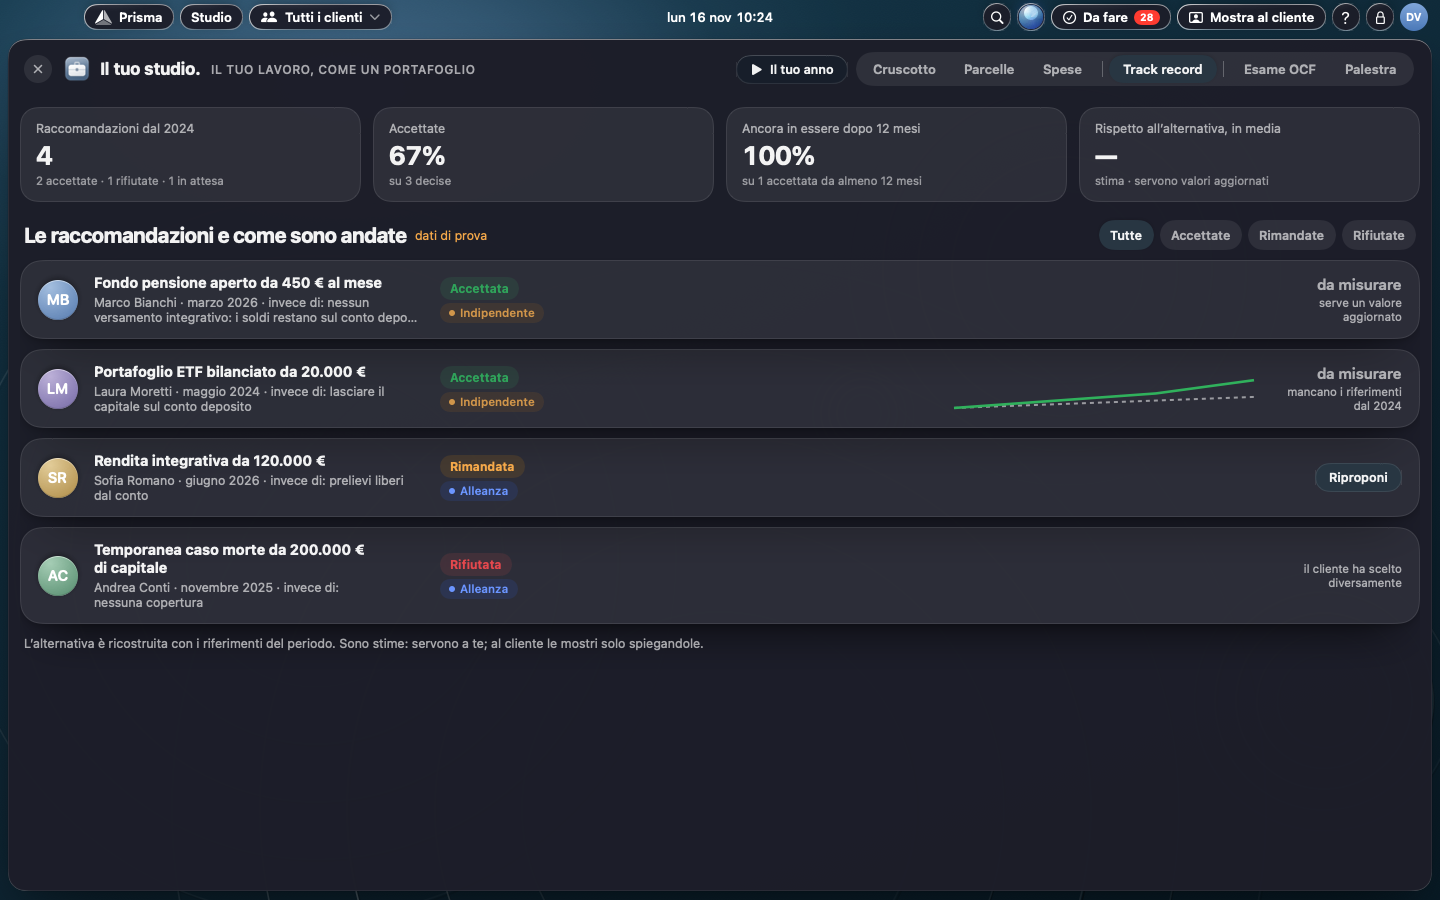 Prisma
Studio
Tutti i clienti
lun 16 nov 10:24
Da fare 28
Mostra al cliente
?
DV
Il tuo studio. IL TUO LAVORO, COME UN PORTAFOGLIO
Il tuo anno
Cruscotto
Parcelle
Spese
Track record
Esame OCF
Palestra
Raccomandazioni dal 2024
4
2 accettate · 1 rifiutate · 1 in attesa
Accettate
67%
su 3 decise
Ancora in essere dopo 12 mesi
100%
su 1 accettata da almeno 12 mesi
Rispetto all'alternativa, in media
—
stima · servono valori aggiornati
Le raccomandazioni e come sono andate dati di prova
Tutte
Accettate
Rimandate
Rifiutate
MB
Fondo pensione aperto da 450 € al mese
Marco Bianchi · marzo 2026 · invece di: nessun
versamento integrativo: i soldi restano sul conto depo…
Accettata
Indipendente
da misurare
serve un valore
aggiornato
LM
Portafoglio ETF bilanciato da 20.000 €
Laura Moretti · maggio 2024 · invece di: lasciare il
capitale sul conto deposito
Accettata
Indipendente
da misurare
mancano i riferimenti
dal 2024
SR
Rendita integrativa da 120.000 €
Sofia Romano · giugno 2026 · invece di: prelievi liberi
dal conto
Rimandata
Alleanza
Riproponi
AC
Temporanea caso morte da 200.000 €
di capitale
Andrea Conti · novembre 2025 · invece di:
nessuna copertura
Rifiutata
Alleanza
il cliente ha scelto
diversamente
L'alternativa è ricostruita con i riferimenti del periodo. Sono stime: servono a te; al cliente le mostri solo spiegandole.